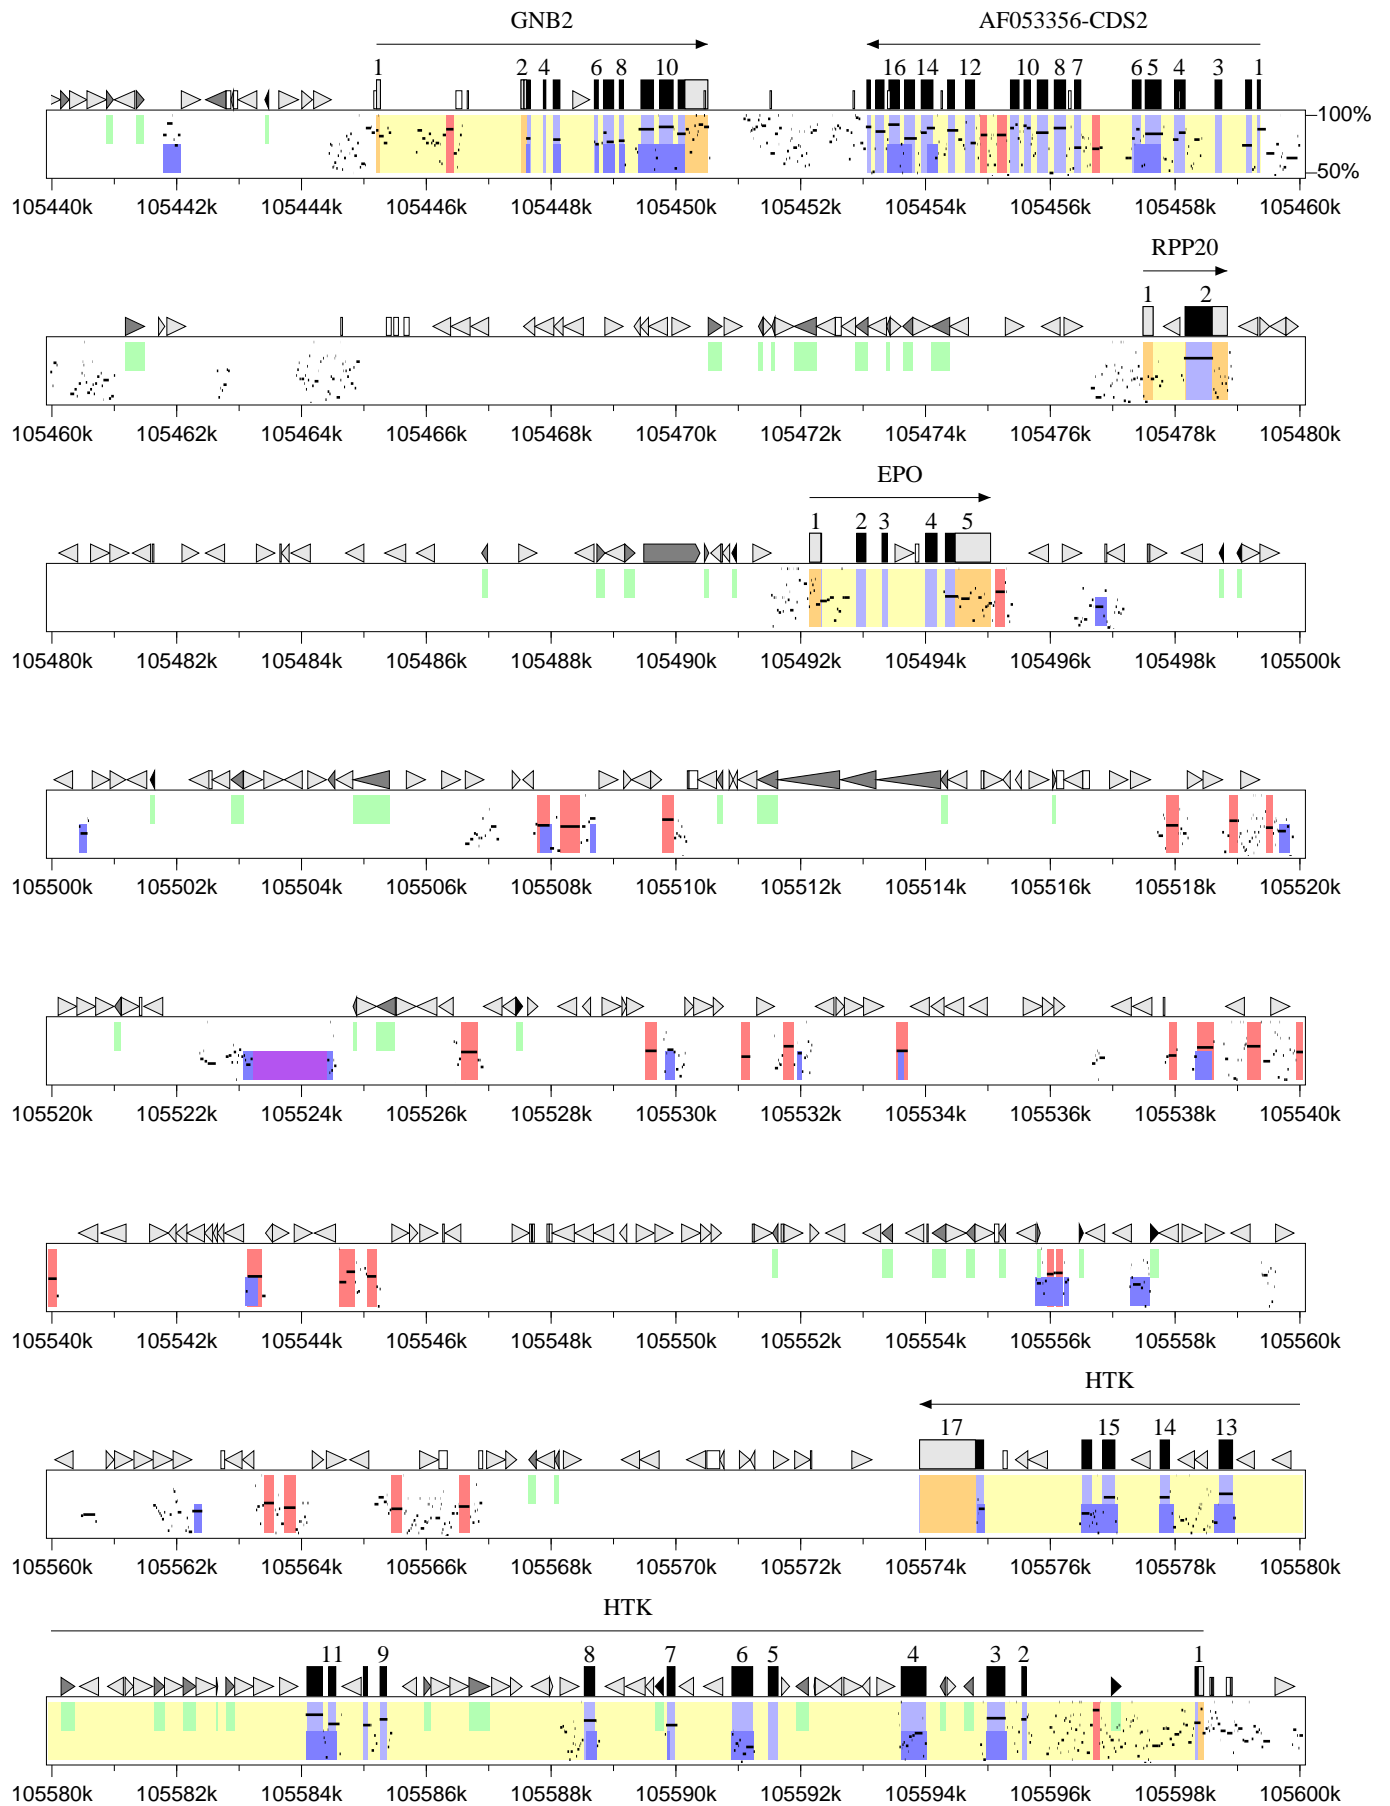 GNB2 AF053356-CDS2
1 2 4 6 8 10 16 14 12 10 8 7 6 5 4 3 1
100%
50%
105440k 105442k 105444k 105446k 105448k 105450k 105452k 105454k 105456k 105458k 105460k
RPP20
1 2
105460k 105462k 105464k 105466k 105468k 105470k 105472k 105474k 105476k 105478k 105480k
EPO
1 2 3 4 5
105480k 105482k 105484k 105486k 105488k 105490k 105492k 105494k 105496k 105498k 105500k
105500k 105502k 105504k 105506k 105508k 105510k 105512k 105514k 105516k 105518k 105520k
105520k 105522k 105524k 105526k 105528k 105530k 105532k 105534k 105536k 105538k 105540k
105540k 105542k 105544k 105546k 105548k 105550k 105552k 105554k 105556k 105558k 105560k
HTK
17 15 14 13
105560k 105562k 105564k 105566k 105568k 105570k 105572k 105574k 105576k 105578k 105580k
HTK
11 9 8 7 6 5 4 3 2 1
105580k 105582k 105584k 105586k 105588k 105590k 105592k 105594k 105596k 105598k 105600k